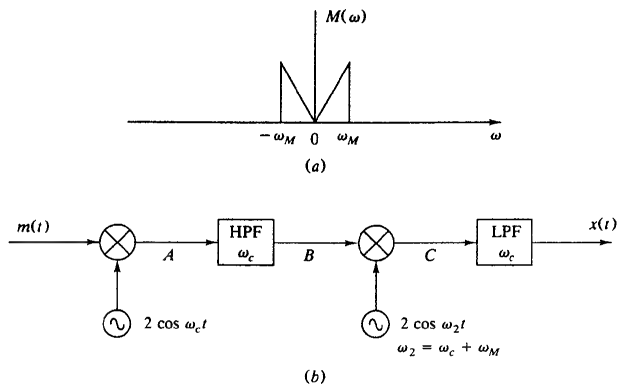 M(ω)
− ω_M 0 ω_M ω
(a)
m(t) A HPF ω_c B C LPF ω_c x(t)
2 cos ω_c t 2 cos ω_2 t
ω_2 = ω_c + ω_M
(b)